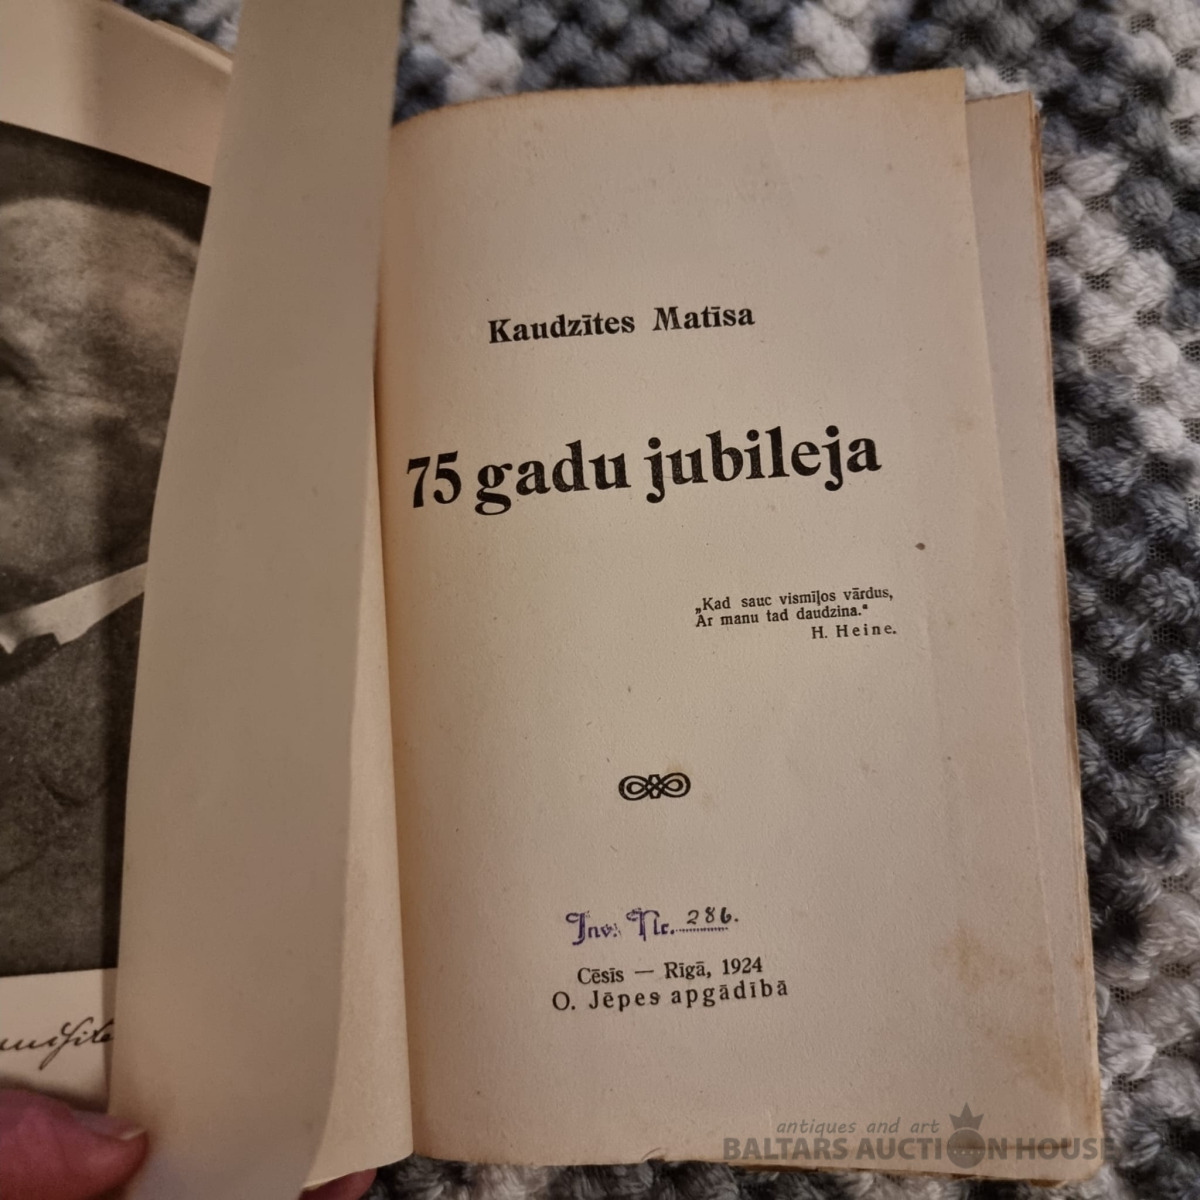 Kaudzītes Matīsa
75 gadu jubileja
„Kad sauc vismīļos vārdus,
Ar manu tad daudzina.“
H. Heine.
Inv. Nr. 286.
Cēsīs — Rīgā, 1924
O. Jēpes apgādībā
antiques and art
BALTARS AUCTION HOUSE